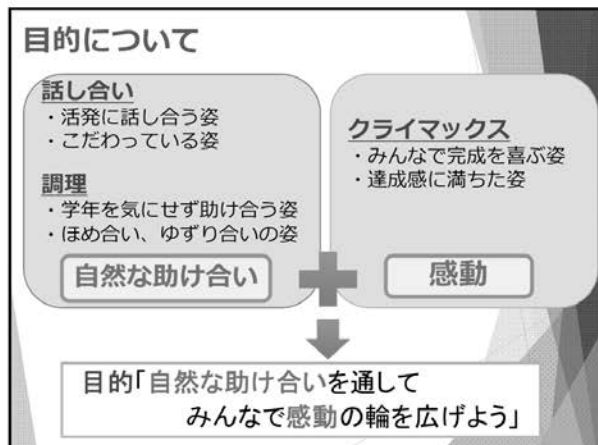 目的について
話し合い
・活発に話し合う姿
・こだわっている姿
調理
・学年を気にせず助け合う姿
・ほめ合い、ゆずり合いの姿
自然な助け合い
クライマックス
・みんなで完成を喜ぶ姿
・達成感に満ちた姿
感動
目的「自然な助け合いを通して
みんなで感動の輪を広げよう」